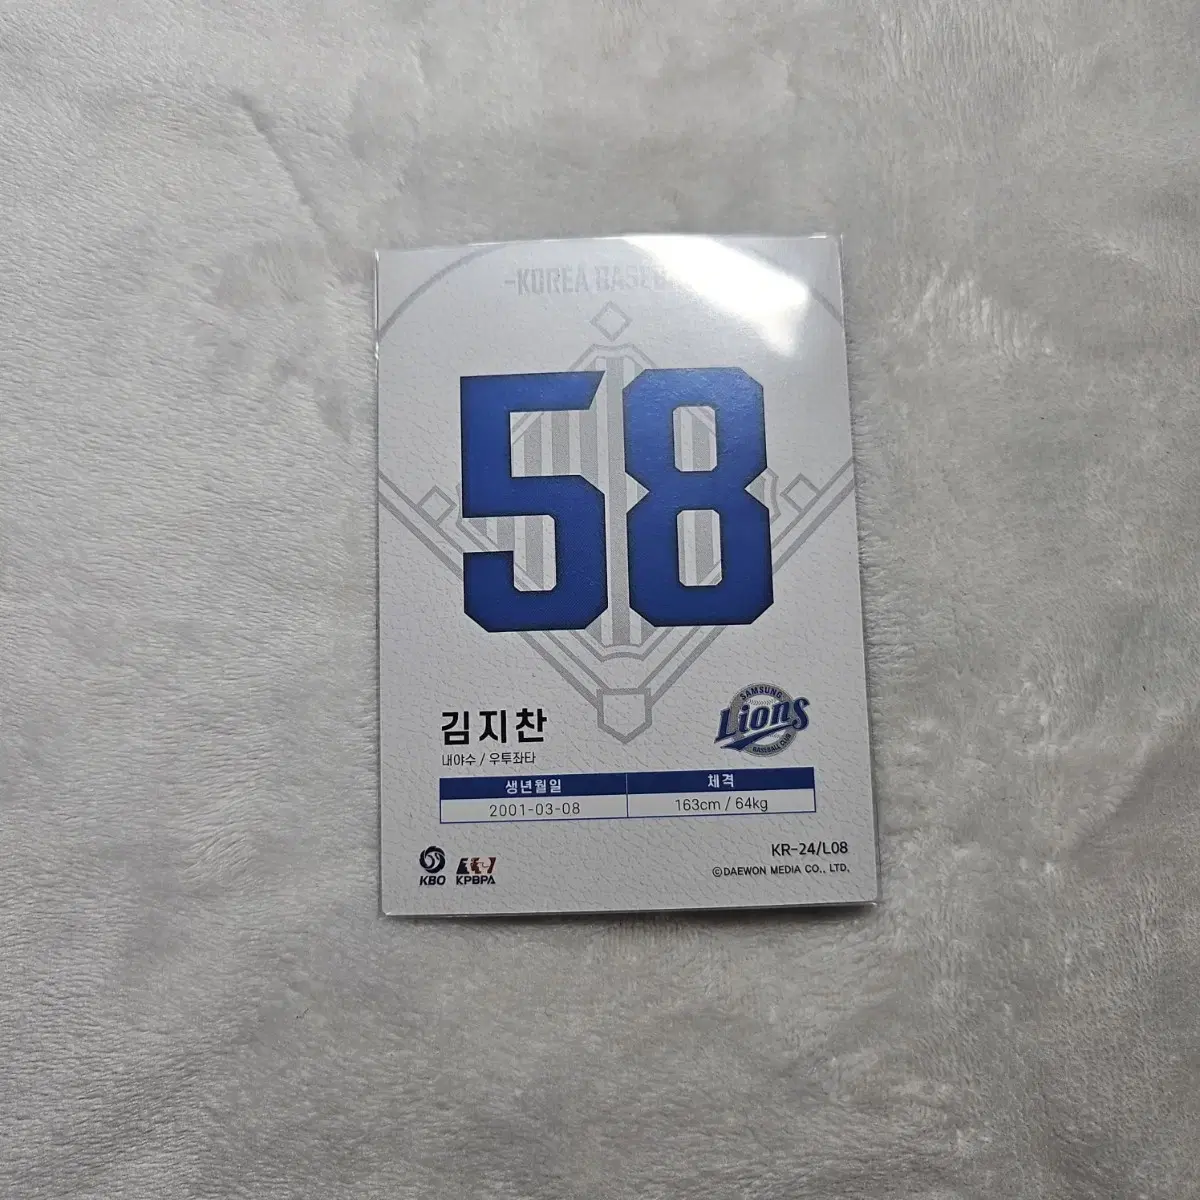 -KOREA BASEB
58
김지찬
내야수 / 우투좌타
SAMSUNG
Lions
BASEBALL CLUB
생년월일 체격
2001-03-08 163cm / 64kg
KR-24/L08
KBO KPBPA
©DAEWON MEDIA CO., LTD.